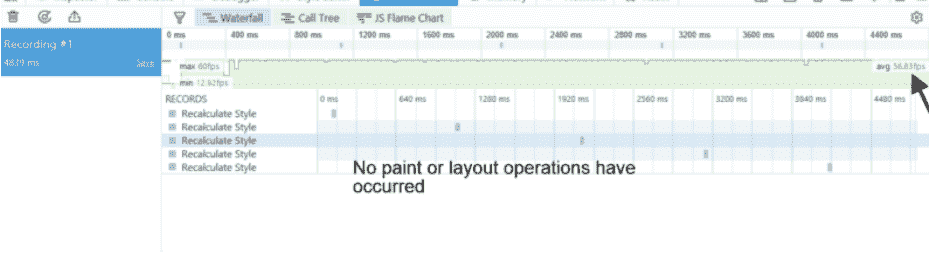 Waterfall Call Tree JS Flame Chart
Recording #1
Save
0 ms 400 ms 800 ms 1200 ms 1600 ms 2000 ms 2400 ms 2800 ms 3200 ms 3600 ms 4000 ms 4400 ms
max 60fps
avg 56.83fps
min 12.92fps
RECORDS 0 ms 640 ms 1280 ms 1920 ms 2560 ms 3200 ms 3840 ms 4480 ms
Recalculate Style
Recalculate Style
Recalculate Style
Recalculate Style
Recalculate Style
No paint or layout operations have
occurred